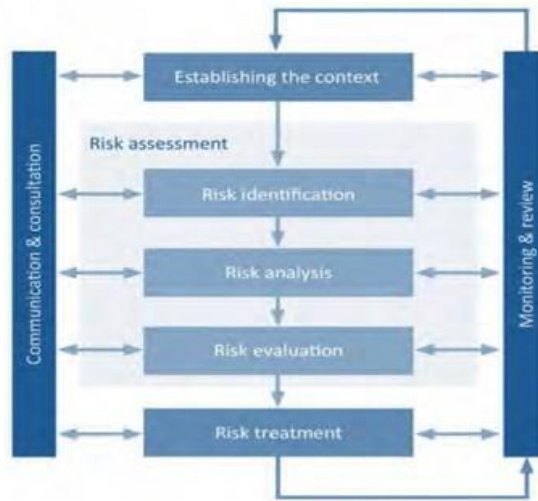 Establishing the context
Risk assessment
Risk identification
Risk analysis
Risk evaluation
Risk treatment
Communication & consultation
Monitoring & review